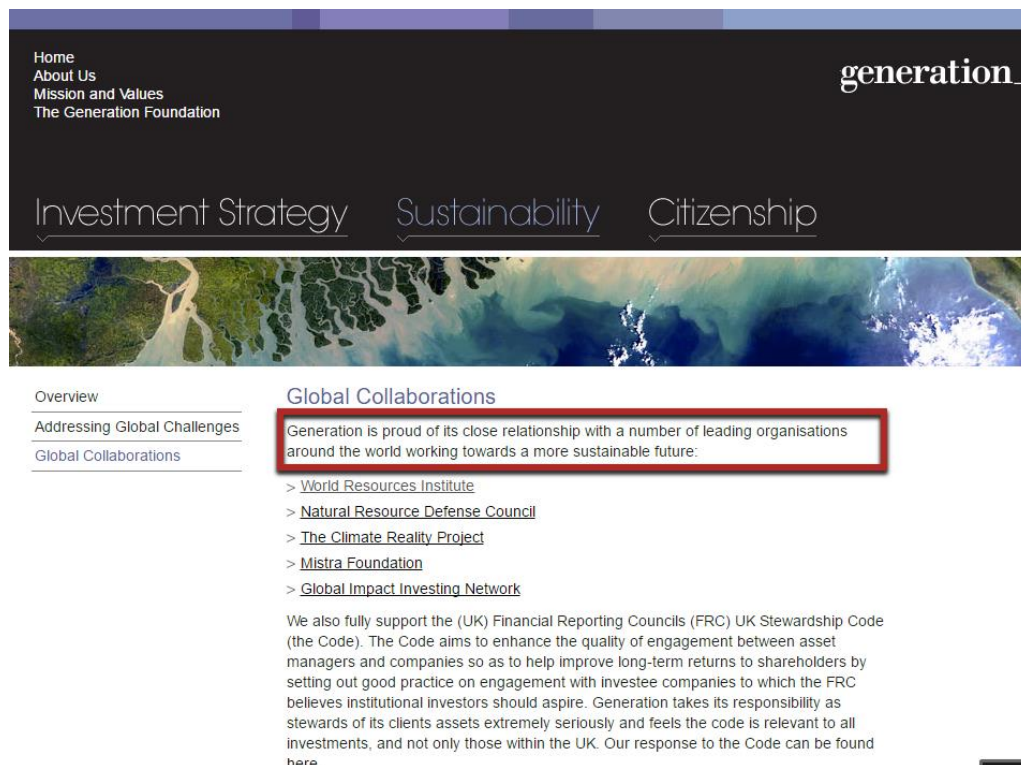 Home
About Us
Mission and Values
The Generation Foundation
generation_
Investment Strategy
Sustainability
Citizenship
Overview
Addressing Global Challenges
Global Collaborations
Global Collaborations
Generation is proud of its close relationship with a number of leading organisations
around the world working towards a more sustainable future:
> World Resources Institute
> Natural Resource Defense Council
> The Climate Reality Project
> Mistra Foundation
> Global Impact Investing Network
We also fully support the (UK) Financial Reporting Councils (FRC) UK Stewardship Code
(the Code). The Code aims to enhance the quality of engagement between asset
managers and companies so as to help improve long-term returns to shareholders by
setting out good practice on engagement with investee companies to which the FRC
believes institutional investors should aspire. Generation takes its responsibility as
stewards of its clients assets extremely seriously and feels the code is relevant to all
investments, and not only those within the UK. Our response to the Code can be found
here